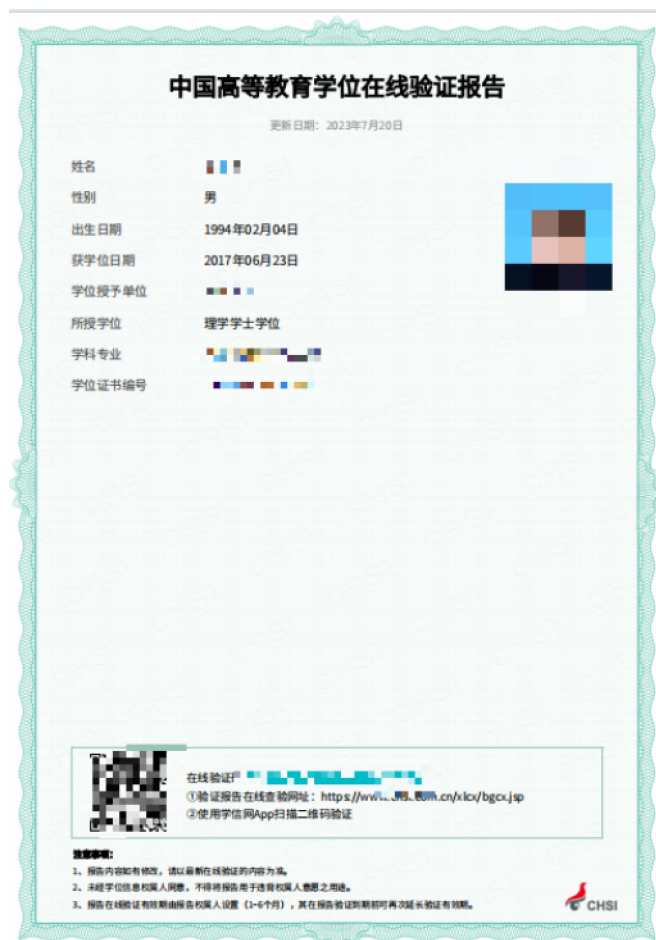 中国高等教育学位在线验证报告
更新日期：2023年7月20日
姓名
性别 男
出生日期 1994年02月04日
获学位日期 2017年06月23日
学位授予单位
所授学位 理学学士学位
学科专业
学位证书编号
在线验证
①验证报告在线查验网址：https://www.chsi.com.cn/xlcx/bgcx.jsp
②使用学信网App扫描二维码验证
注意事项：
1、报告内容如有修改，请以最新在线验证的内容为准。
2、未经学位信息权属人同意，不得将报告用于违背权属人意愿之用途。
3、报告在线验证有效期由报告权属人设置（1-6个月），其在报告验证到期前可再次延长验证有效期。
CHSI